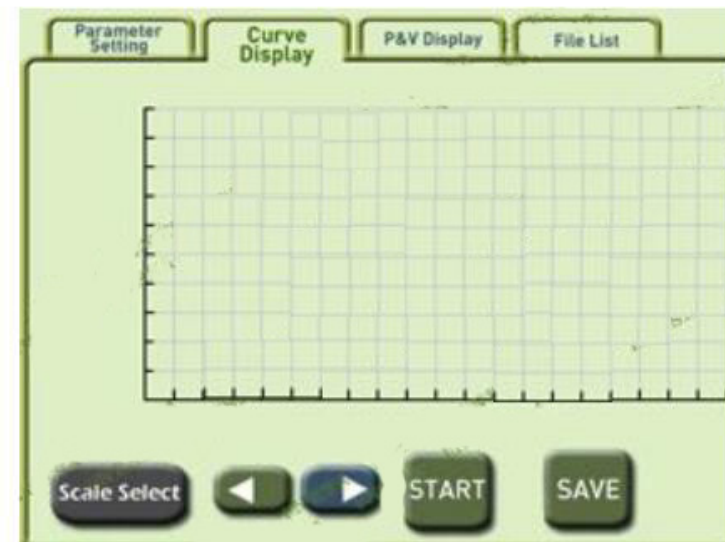 Parameter
Setting
Curve
Display
P&V Display
File List
Scale Select
START
SAVE